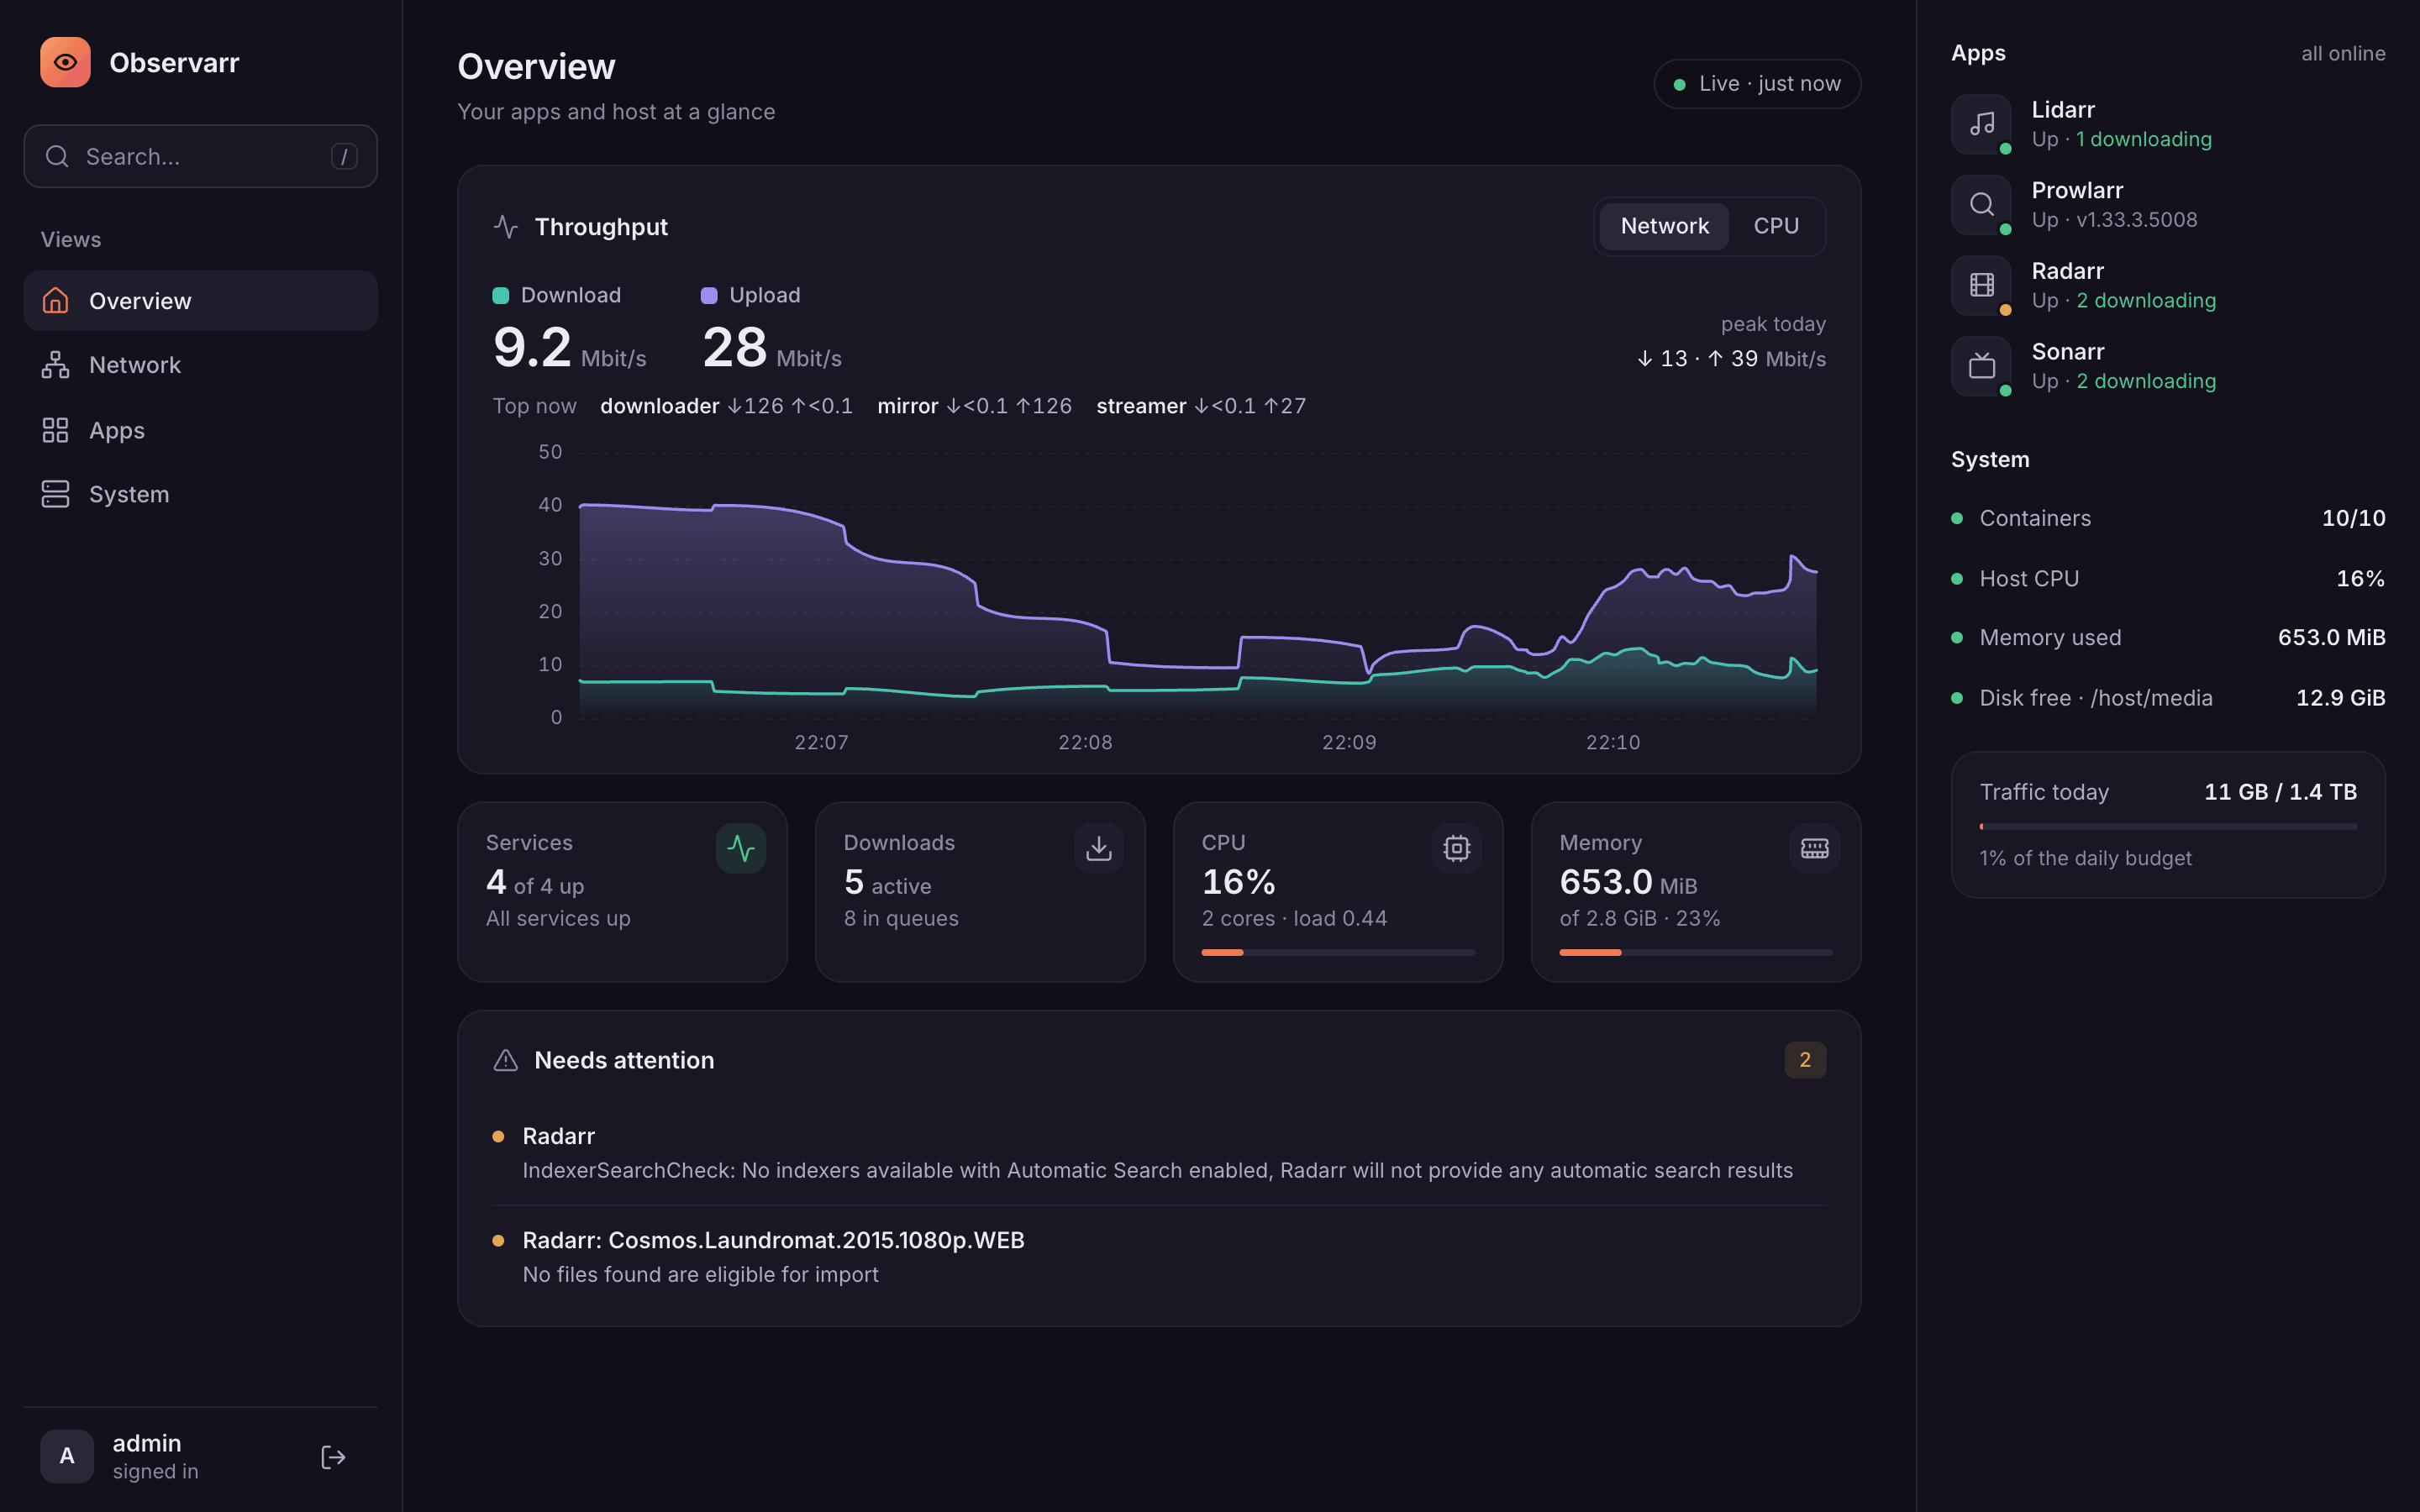 Observarr
Search...
/
Views
Overview
Network
Apps
System
A
admin
signed in
Overview
Your apps and host at a glance
Live · just now
Throughput
Network
CPU
Download
Upload
9.2 Mbit/s
28 Mbit/s
peak today
↓ 13 · ↑ 39 Mbit/s
Top now downloader ↓126 ↑<0.1 mirror ↓<0.1 ↑126 streamer ↓<0.1 ↑27
50
40
30
20
10
0
22:07
22:08
22:09
22:10
Services
4 of 4 up
All services up
Downloads
5 active
8 in queues
CPU
16%
2 cores · load 0.44
Memory
653.0 MiB
of 2.8 GiB · 23%
Needs attention
2
Radarr
IndexerSearchCheck: No indexers available with Automatic Search enabled, Radarr will not provide any automatic search results
Radarr: Cosmos.Laundromat.2015.1080p.WEB
No files found are eligible for import
Apps
all online
Lidarr
Up · 1 downloading
Prowlarr
Up · v1.33.3.5008
Radarr
Up · 2 downloading
Sonarr
Up · 2 downloading
System
Containers 10/10
Host CPU 16%
Memory used 653.0 MiB
Disk free · /host/media 12.9 GiB
Traffic today 11 GB / 1.4 TB
1% of the daily budget